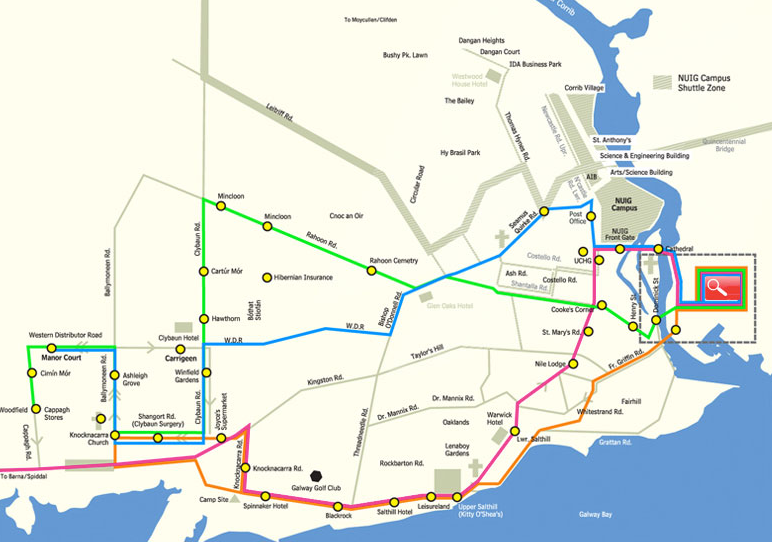 To Moycullen/Clifden
Corrib
Dangan Heights
Dangan Court
Bushy Pk. Lawn
IDA Business Park
Westwood
House Hotel
NUIG Campus
Shuttle Zone
Corrib Village
The Bailey
Leitriff Rd.
Thomas Hynes Rd.
Newcastle Rd. Upr.
St. Anthony's
Quincentennial
Bridge
Hy Brasil Park
Science & Engineering Building
Circular Road
Arts/Science Building
AIB
N'castle
Rd. Lwr.
NUIG
Campus
Mincloon
Mincloon
Cnoc an Oir
Seamus
Quirke Rd.
Post
Office
NUIG
Front Gate
Clybaun Rd.
Rahoon Rd.
Cathedral
Ballymoneen Rd.
Rahoon Cemetry
Costello Rd.
UCHG
Cartúr Mór
Hibernian Insurance
Ash Rd.
Costello Rd.
Shantalla Rd.
Dominick St
Glen Oaks Hotel
Bishop
O'Donnell Rd.
Bóthat
Stiofán
Cooke's Corner
Henry St.
Hawthorn
W.D.R
W.D.R
St. Mary's Rd.
Western Distributor Road
Clybaun Hotel
Manor Court
Carrigeen
Taylor's Hill
Fr. Griffin Rd.
Nile Lodge
Cimín Mór
Ballymoneen Rd.
Ashleigh
Grove
Winfield
Gardens
Kingston Rd.
Clybaun Rd.
Dr. Mannix Rd.
Dr. Mannix Rd.
Fairhill
Woodfield
Cappagh
Stores
Shangort Rd.
(Clybaun Surgery)
Joyce's
Supermarket
Whitestrand Rd.
Warwick
Hotel
Oaklands
Threadneedle Rd.
Cappagh Rd.
Knocknacarra
Church
Lwr. Salthill
Grattan Rd.
Lenaboy
Gardens
Knocknacarra Rd.
Knocknacarra Rd.
Rockbarton Rd.
To Barna/Spiddal
Galway Golf Club
Camp Site
Spinnaker Hotel
Blackrock
Salthill Hotel
Leisureland
Upper Salthill
(Kitty O'Shea's)
Galway Bay